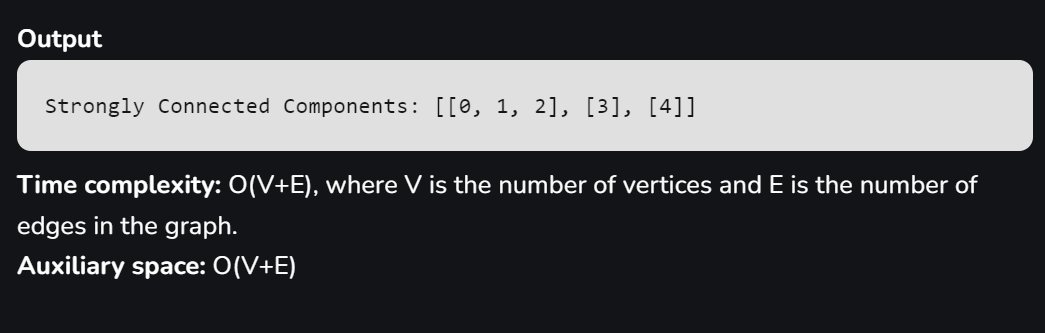 Output
Strongly Connected Components: [[0, 1, 2], [3], [4]]
Time complexity: O(V+E), where V is the number of vertices and E is the number of
edges in the graph.
Auxiliary space: O(V+E)